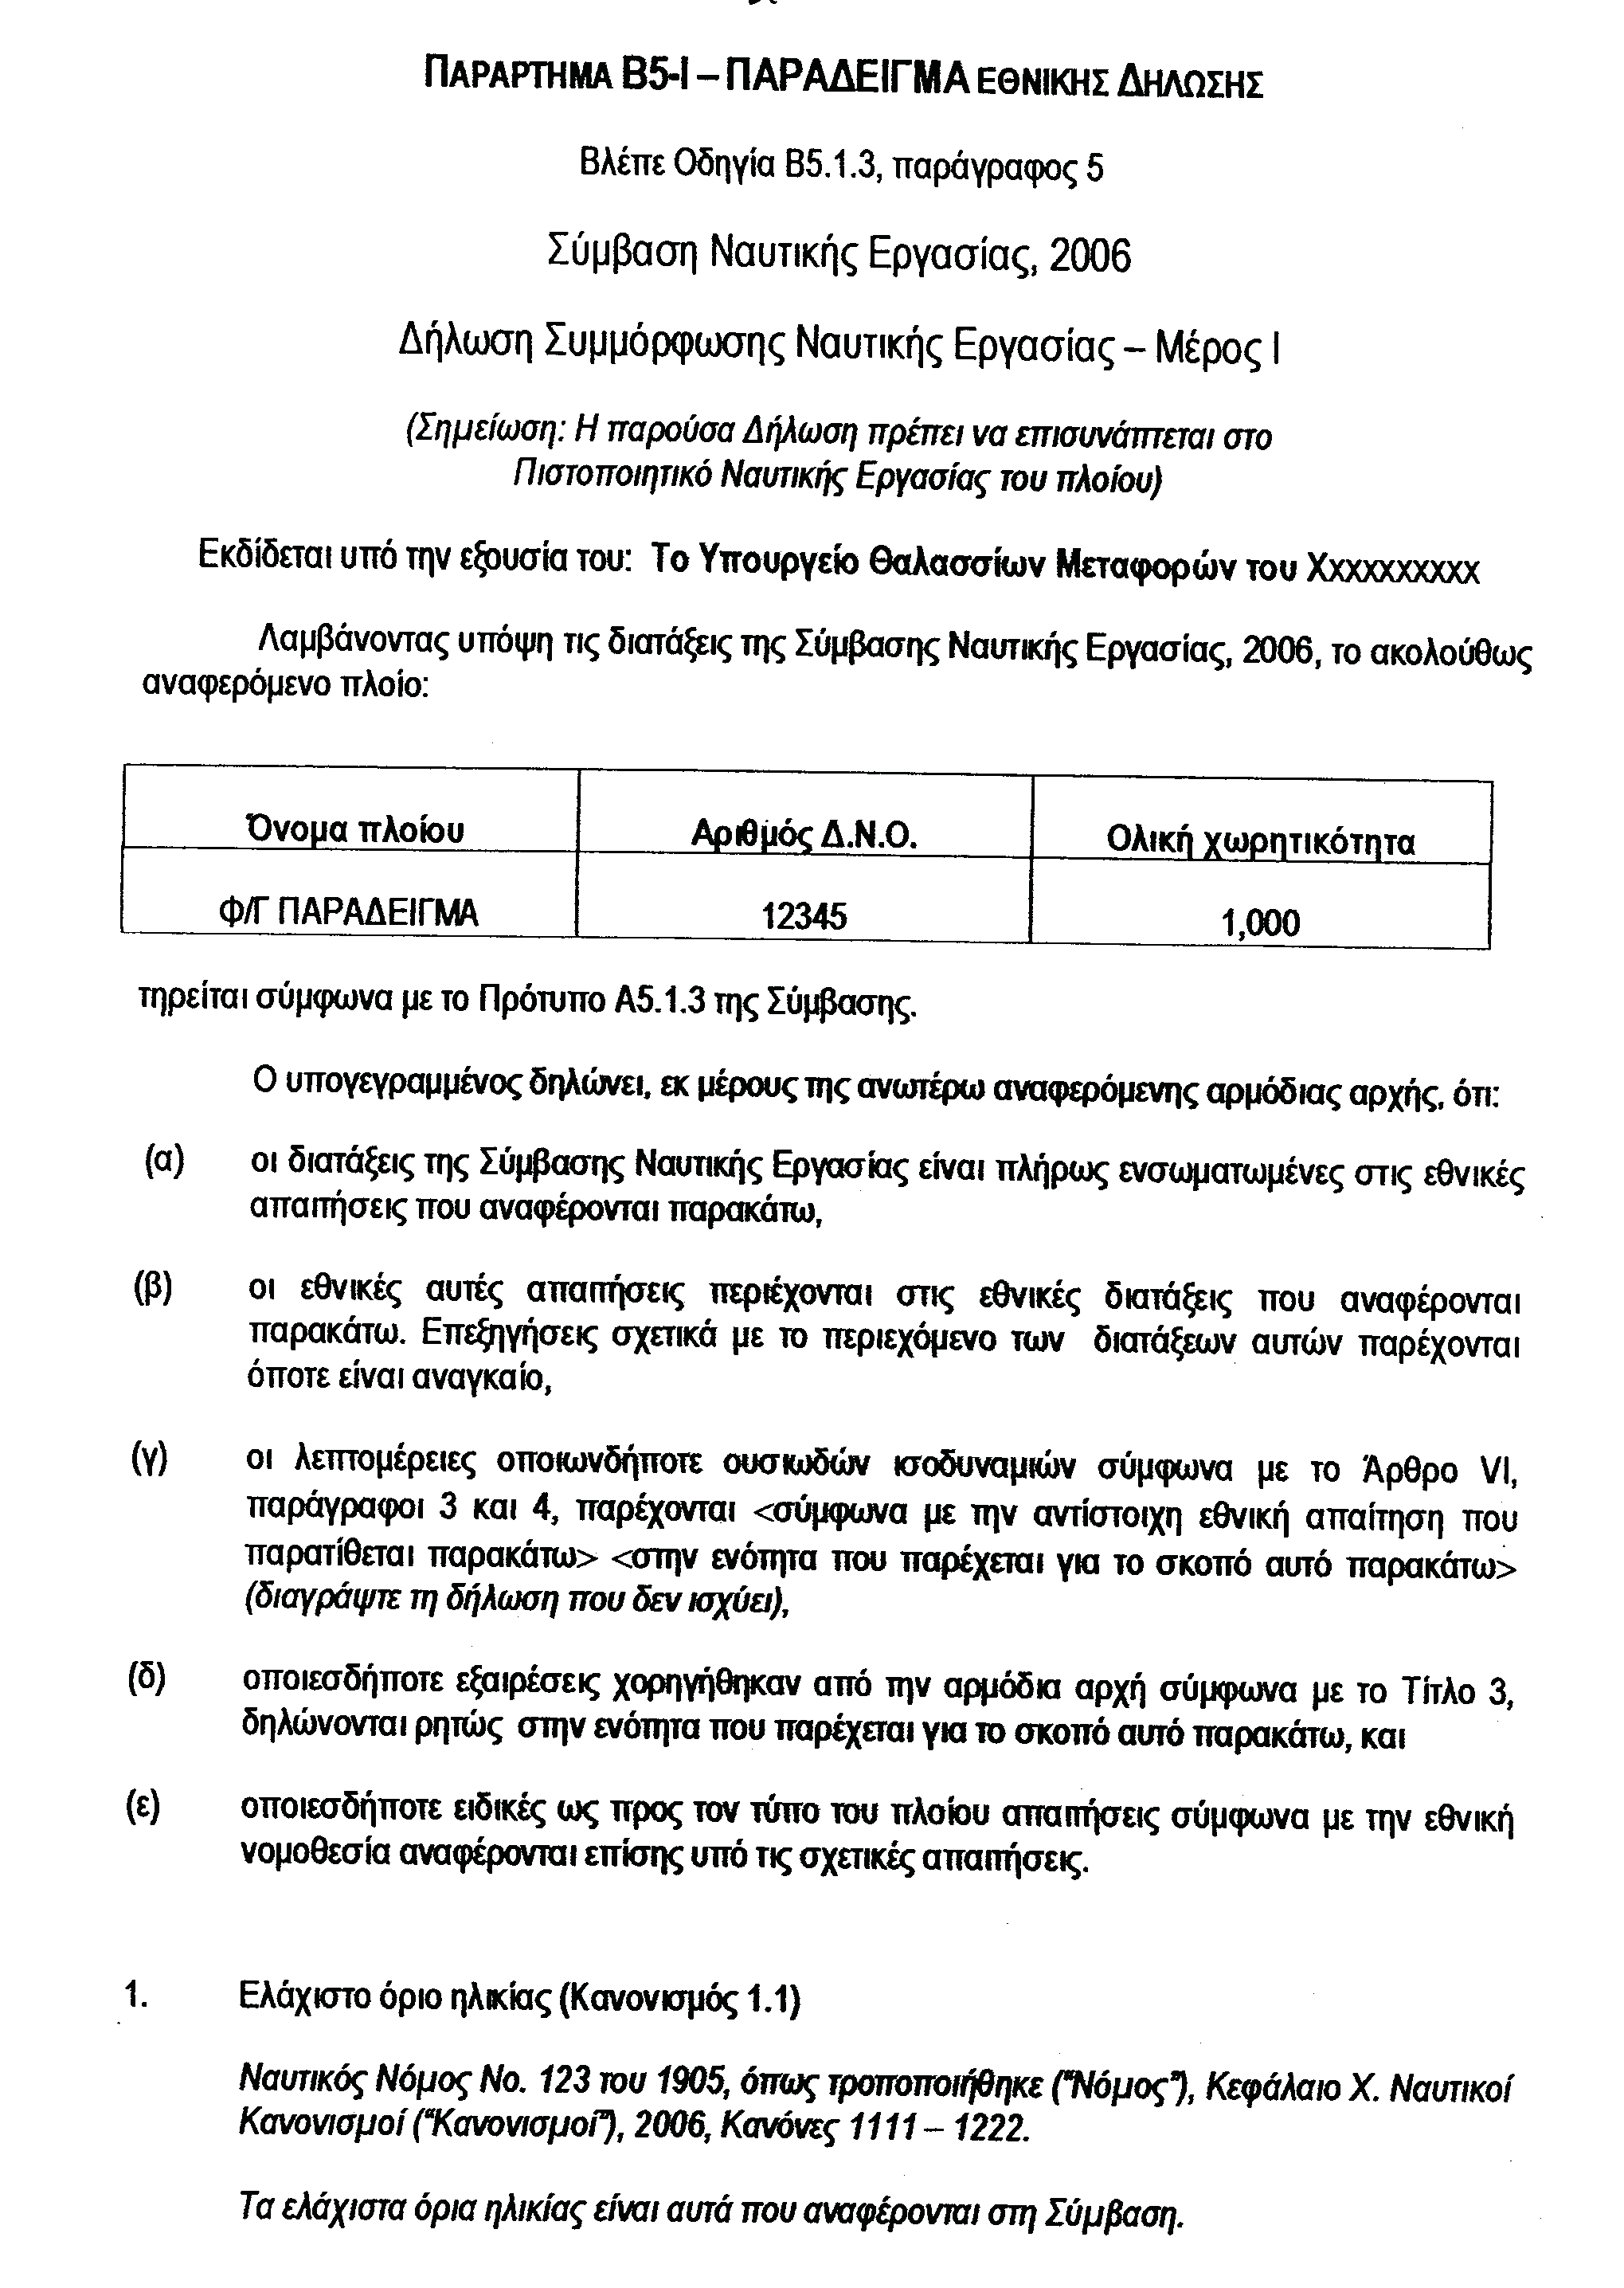 ΠΑΡΑΡΤΗΜΑ Β5-Ι – ΠΑΡΑΔΕΙΓΜΑ ΕΘΝΙΚΗΣ ΔΗΛΩΣΗΣ
Βλέπε Οδηγία Β5.1.3, παράγραφος 5
Σύμβαση Ναυτικής Εργασίας, 2006
Δήλωση Συμμόρφωσης Ναυτικής Εργασίας – Μέρος Ι
(Σημείωση: Η παρούσα Δήλωση πρέπει να επισυνάπτεται στο
Πιστοποιητικό Ναυτικής Εργασίας του πλοίου)
Εκδίδεται υπό την εξουσία του: Το Υπουργείο Θαλασσίων Μεταφορών του Χxxxxxxxxx
Λαμβάνοντας υπόψη τις διατάξεις της Σύμβασης Ναυτικής Εργασίας, 2006, το ακολούθως
αναφερόμενο πλοίο:
Όνομα πλοίου Αριθμός Δ.Ν.Ο. Ολική χωρητικότητα
Φ/Γ ΠΑΡΑΔΕΙΓΜΑ 12345 1,000
τηρείται σύμφωνα με το Πρότυπο Α5.1.3 της Σύμβασης.
Ο υπογεγραμμένος δηλώνει, εκ μέρους της ανωτέρω αναφερόμενης αρμόδιας αρχής, ότι:
(α) οι διατάξεις της Σύμβασης Ναυτικής Εργασίας είναι πλήρως ενσωματωμένες στις εθνικές
απαιτήσεις που αναφέρονται παρακάτω,
(β) οι εθνικές αυτές απαιτήσεις περιέχονται στις εθνικές διατάξεις που αναφέρονται
παρακάτω. Επεξηγήσεις σχετικά με το περιεχόμενο των διατάξεων αυτών παρέχονται
όποτε είναι αναγκαίο,
(γ) οι λεπτομέρειες οποιωνδήποτε ουσιωδών ισοδυναμιών σύμφωνα με το Άρθρο VI,
παράγραφοι 3 και 4, παρέχονται <σύμφωνα με την αντίστοιχη εθνική απαίτηση που
παρατίθεται παρακάτω> <στην ενότητα που παρέχεται για το σκοπό αυτό παρακάτω>
(διαγράψτε τη δήλωση που δεν ισχύει),
(δ) οποιεσδήποτε εξαιρέσεις χορηγήθηκαν από την αρμόδια αρχή σύμφωνα με το Τίτλο 3,
δηλώνονται ρητώς στην ενότητα που παρέχεται για το σκοπό αυτό παρακάτω, και
(ε) οποιεσδήποτε ειδικές ως προς τον τύπο του πλοίου απαιτήσεις σύμφωνα με την εθνική
νομοθεσία αναφέρονται επίσης υπό τις σχετικές απαιτήσεις.
1. Ελάχιστο όριο ηλικίας (Κανονισμός 1.1)
Ναυτικός Νόμος Νο. 123 του 1905, όπως τροποποιήθηκε ("Νόμος"), Κεφάλαιο Χ. Ναυτικοί
Κανονισμοί ("Κανονισμοί"), 2006, Κανόνες 1111 – 1222.
Τα ελάχιστα όρια ηλικίας είναι αυτά που αναφέρονται στη Σύμβαση.